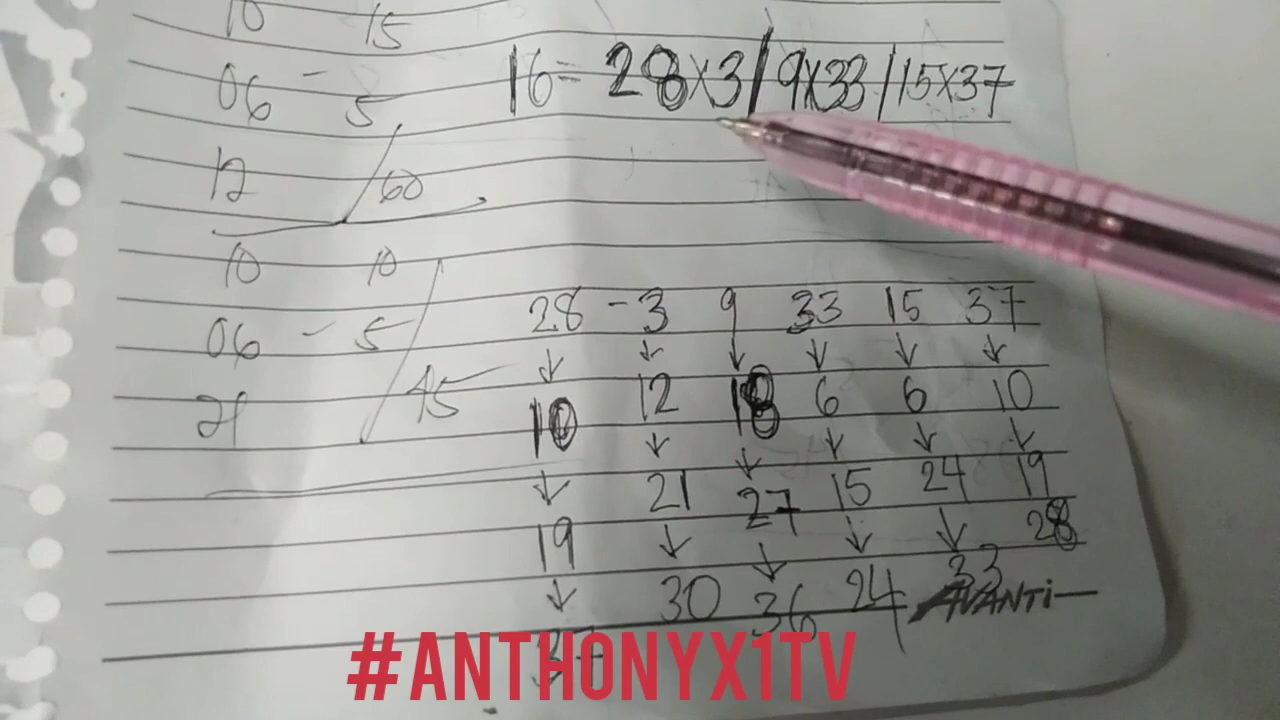 10 15
06 - 5
16 = 28x3/9x33/15x37
12 / 60
10 10
06 - 5
28 - 3 9 33 15 37
↓ ↓ ↓ ↓ ↓ ↓
21 / 45
10 12 18 6 6 10
↓ ↓ ↓ ↓ ↓ ↓
19 21 27 15 24 19
↓ ↓ ↓ ↓ ↓ 28
30 36 24 33
AVANTi—
#ANTHONYX1TV